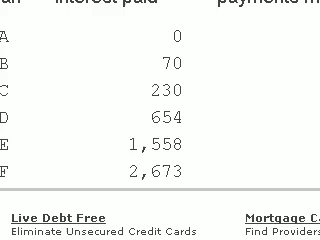 interest paid
A 0
B 70
C 230
D 654
E 1,558
F 2,673
Live Debt Free Mortgage
Eliminate Unsecured Credit Cards Find Providers